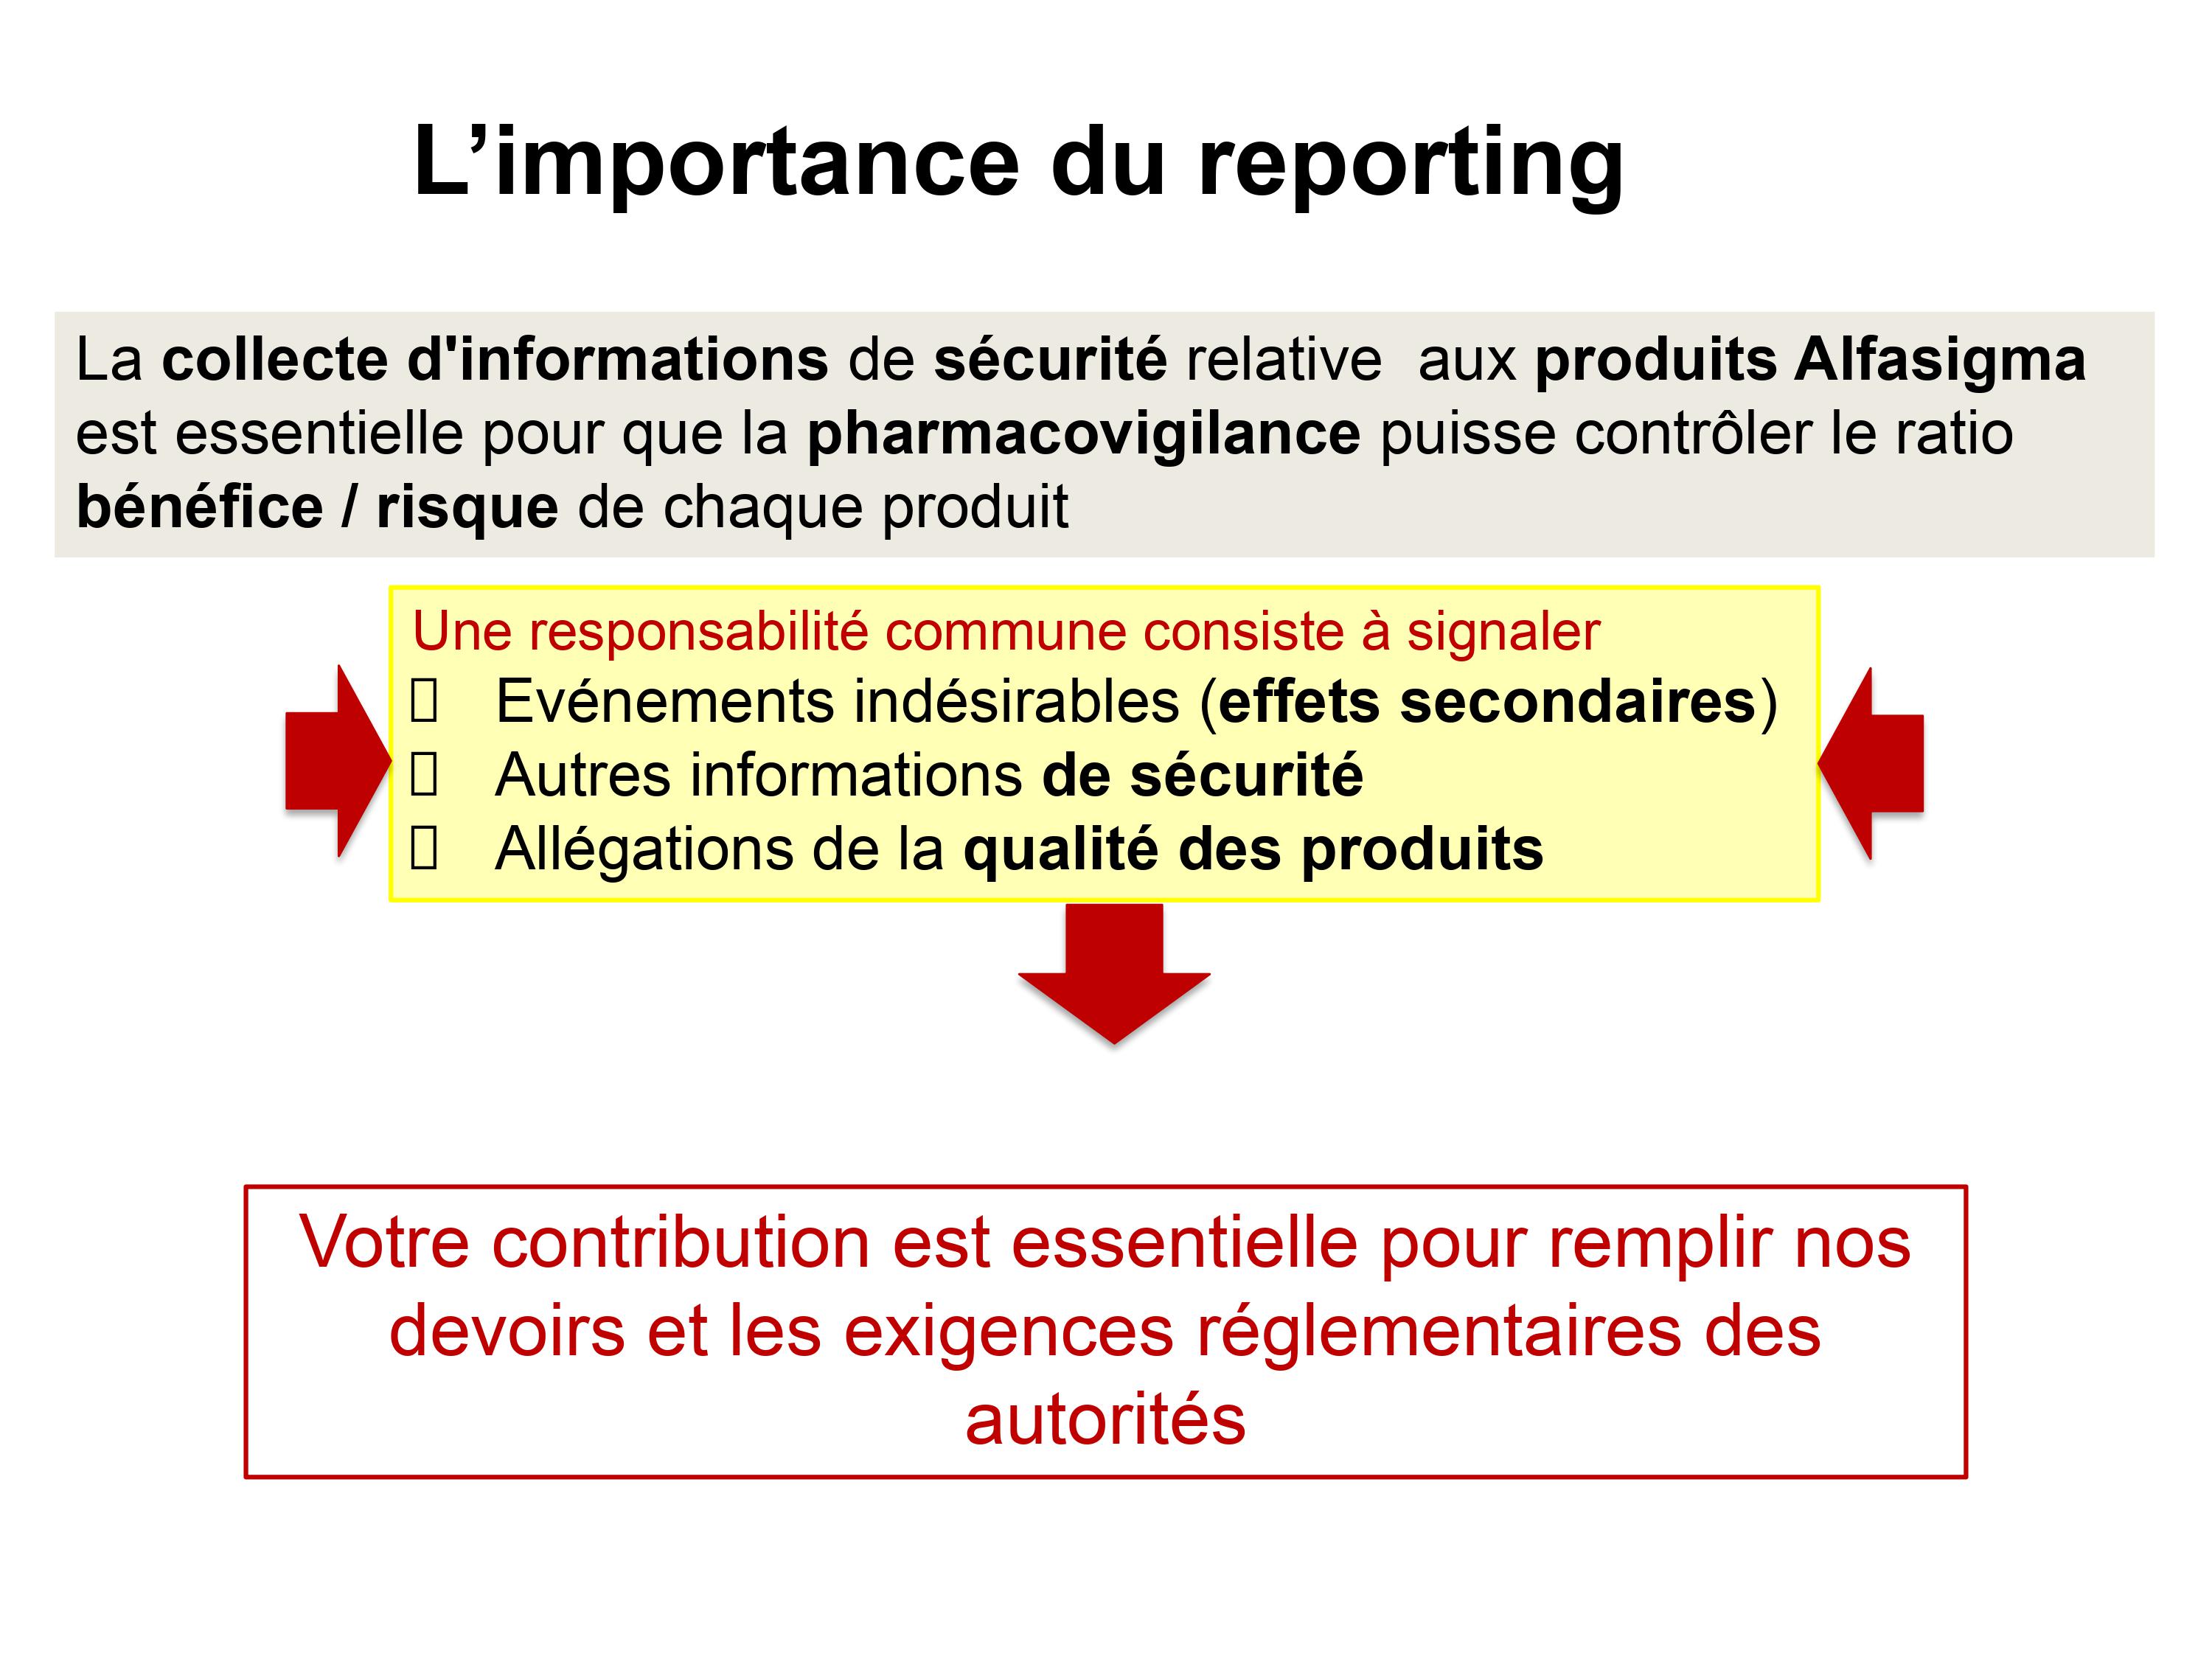 L’importance du reporting
La collecte d'informations de sécurité relative  aux produits Alfasigma
est essentielle pour que la pharmacovigilance puisse contrôler le ratio
bénéfice / risque de chaque produit
Une responsabilité commune consiste à signaler
Evénements indésirables (effets secondaires)
Autres informations de sécurité
Allégations de la qualité des produits
Votre contribution est essentielle pour remplir nos
devoirs et les exigences réglementaires des
autorités